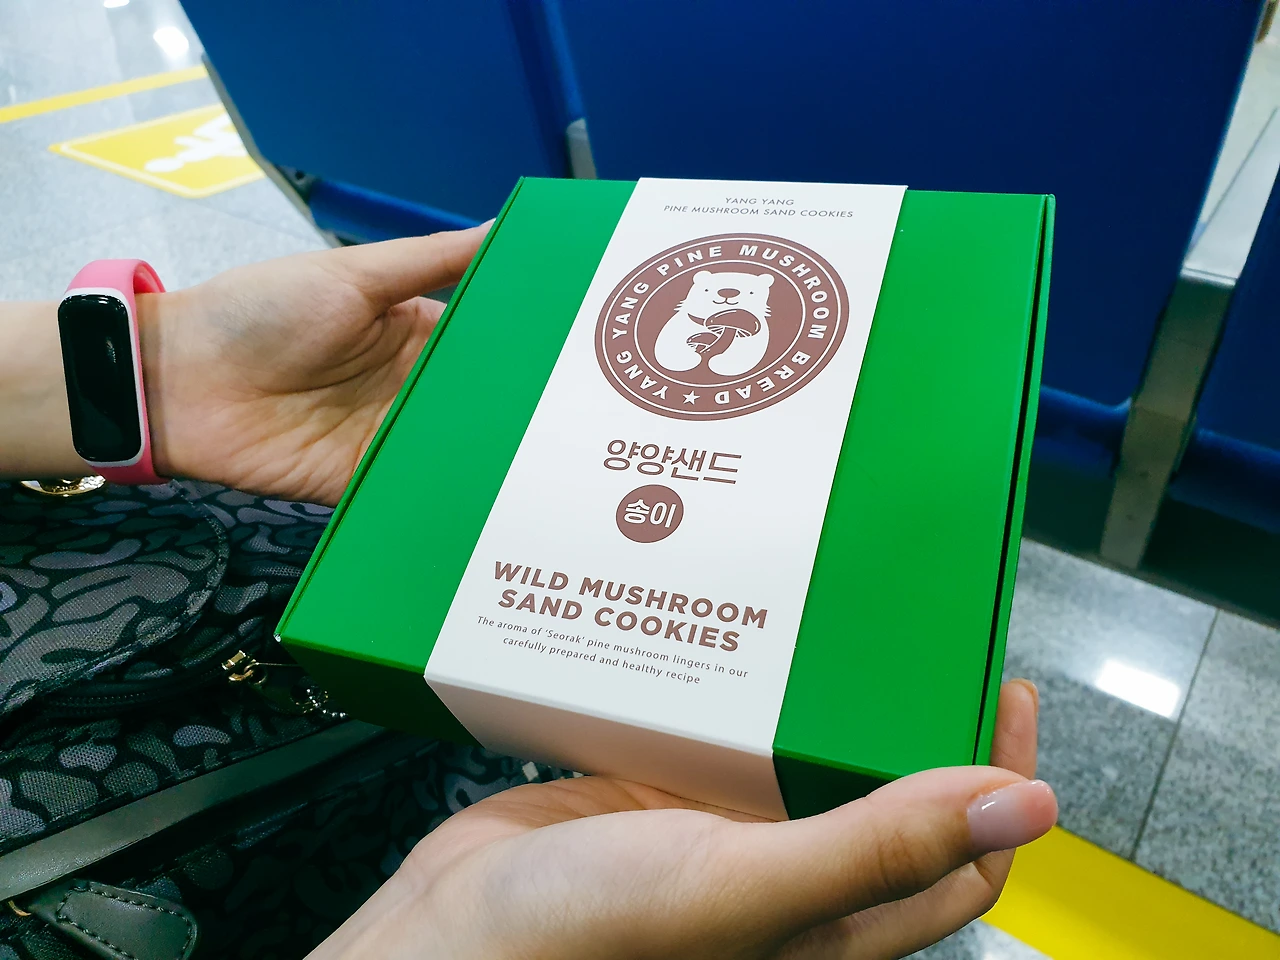 YANG YANG
PINE MUSHROOM SAND COOKIES
YANG YANG PINE MUSHROOM BREAD ★
양양샌드
송이
WILD MUSHROOM
SAND COOKIES
The aroma of 'Seorak' pine mushroom lingers in our
carefully prepared and healthy recipe